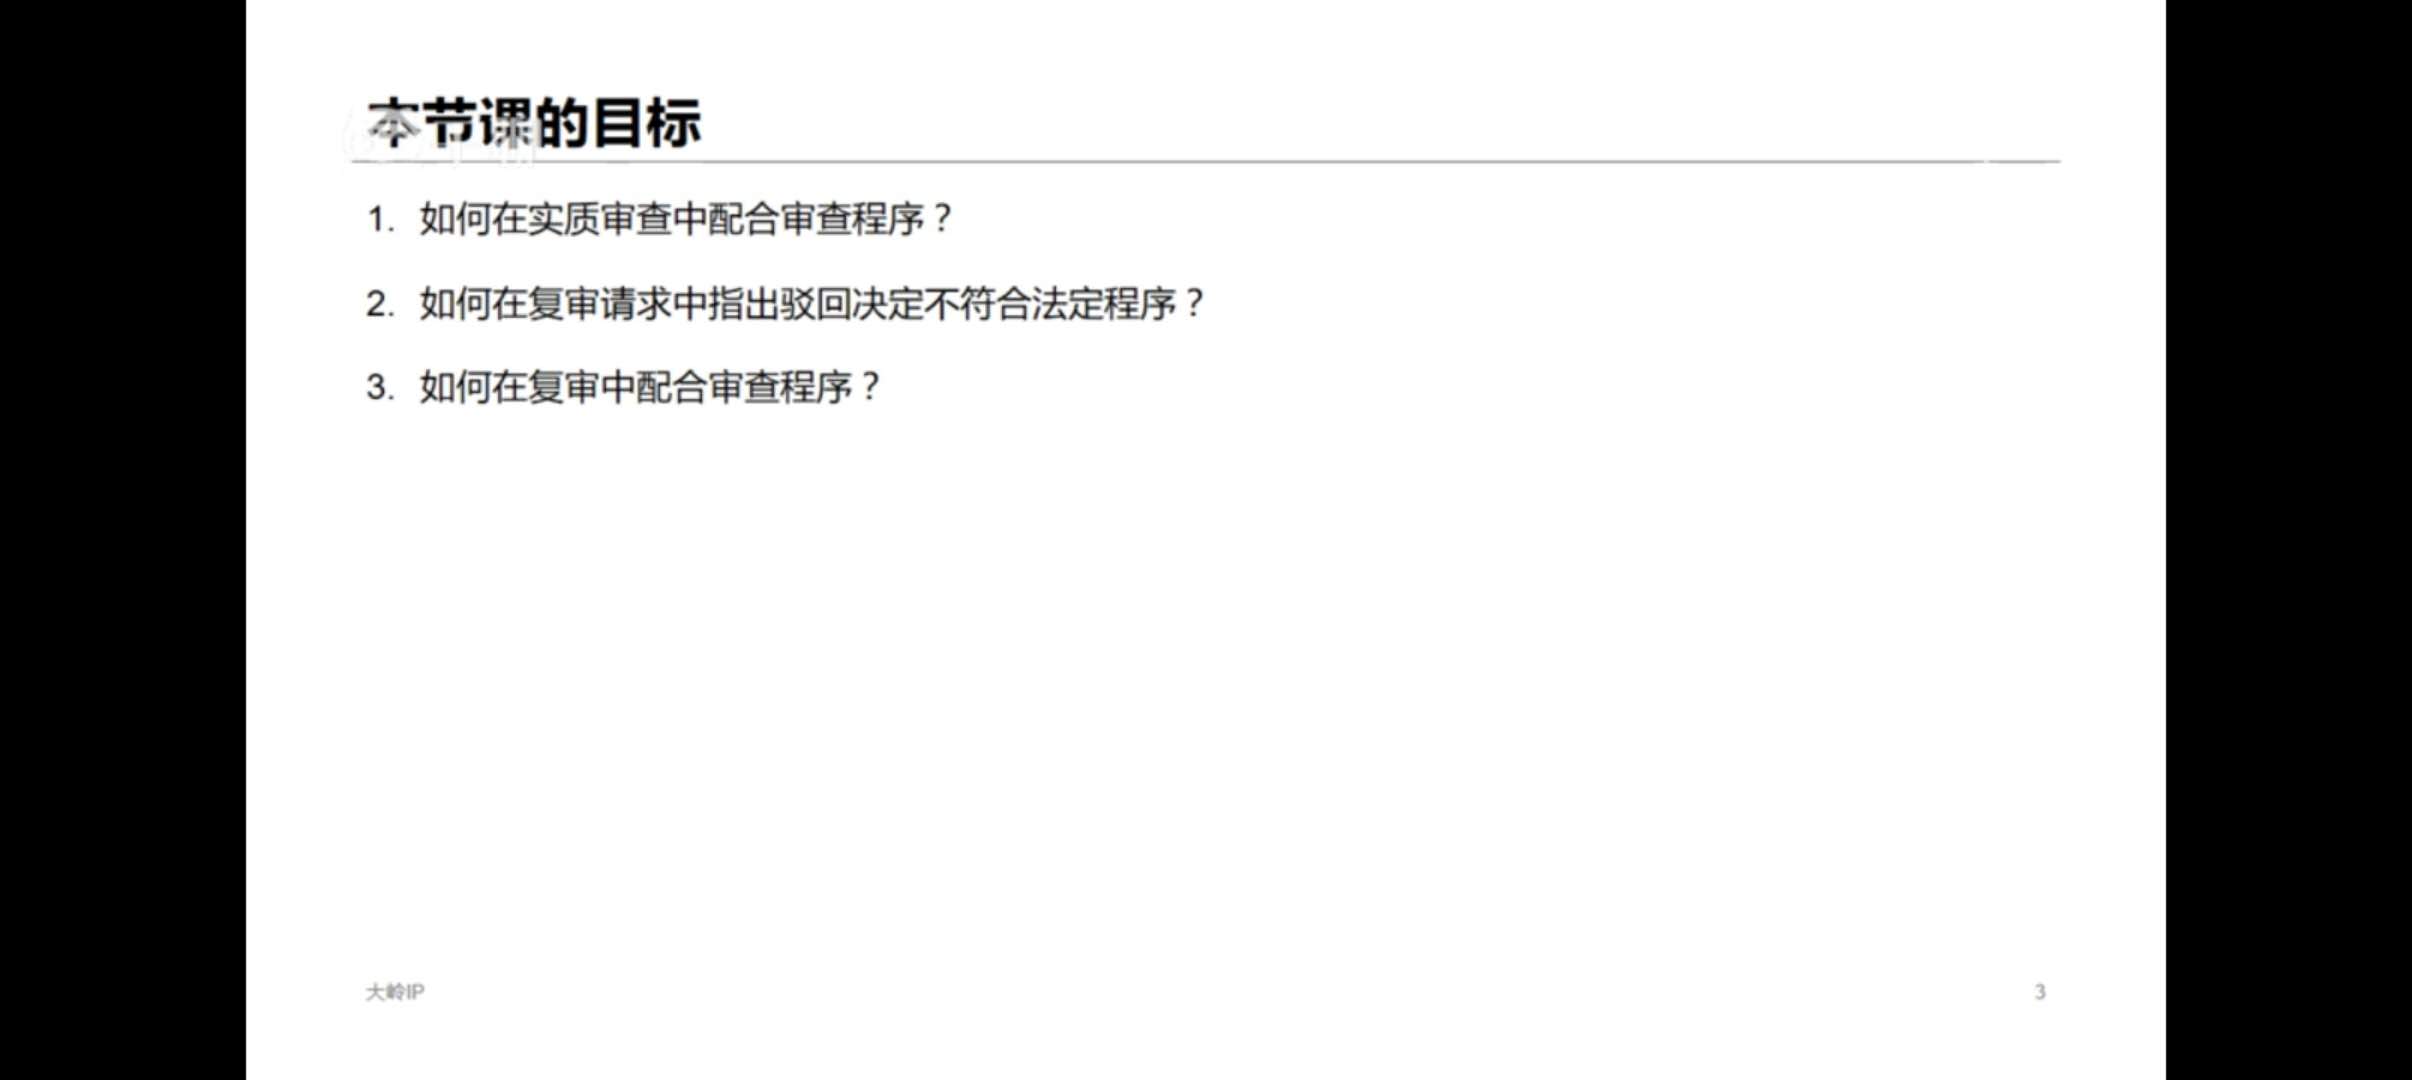 本节课的目标
1. 如何在实质审查中配合审查程序？
2. 如何在复审请求中指出驳回决定不符合法定程序？
3. 如何在复审中配合审查程序？
大岭IP
3